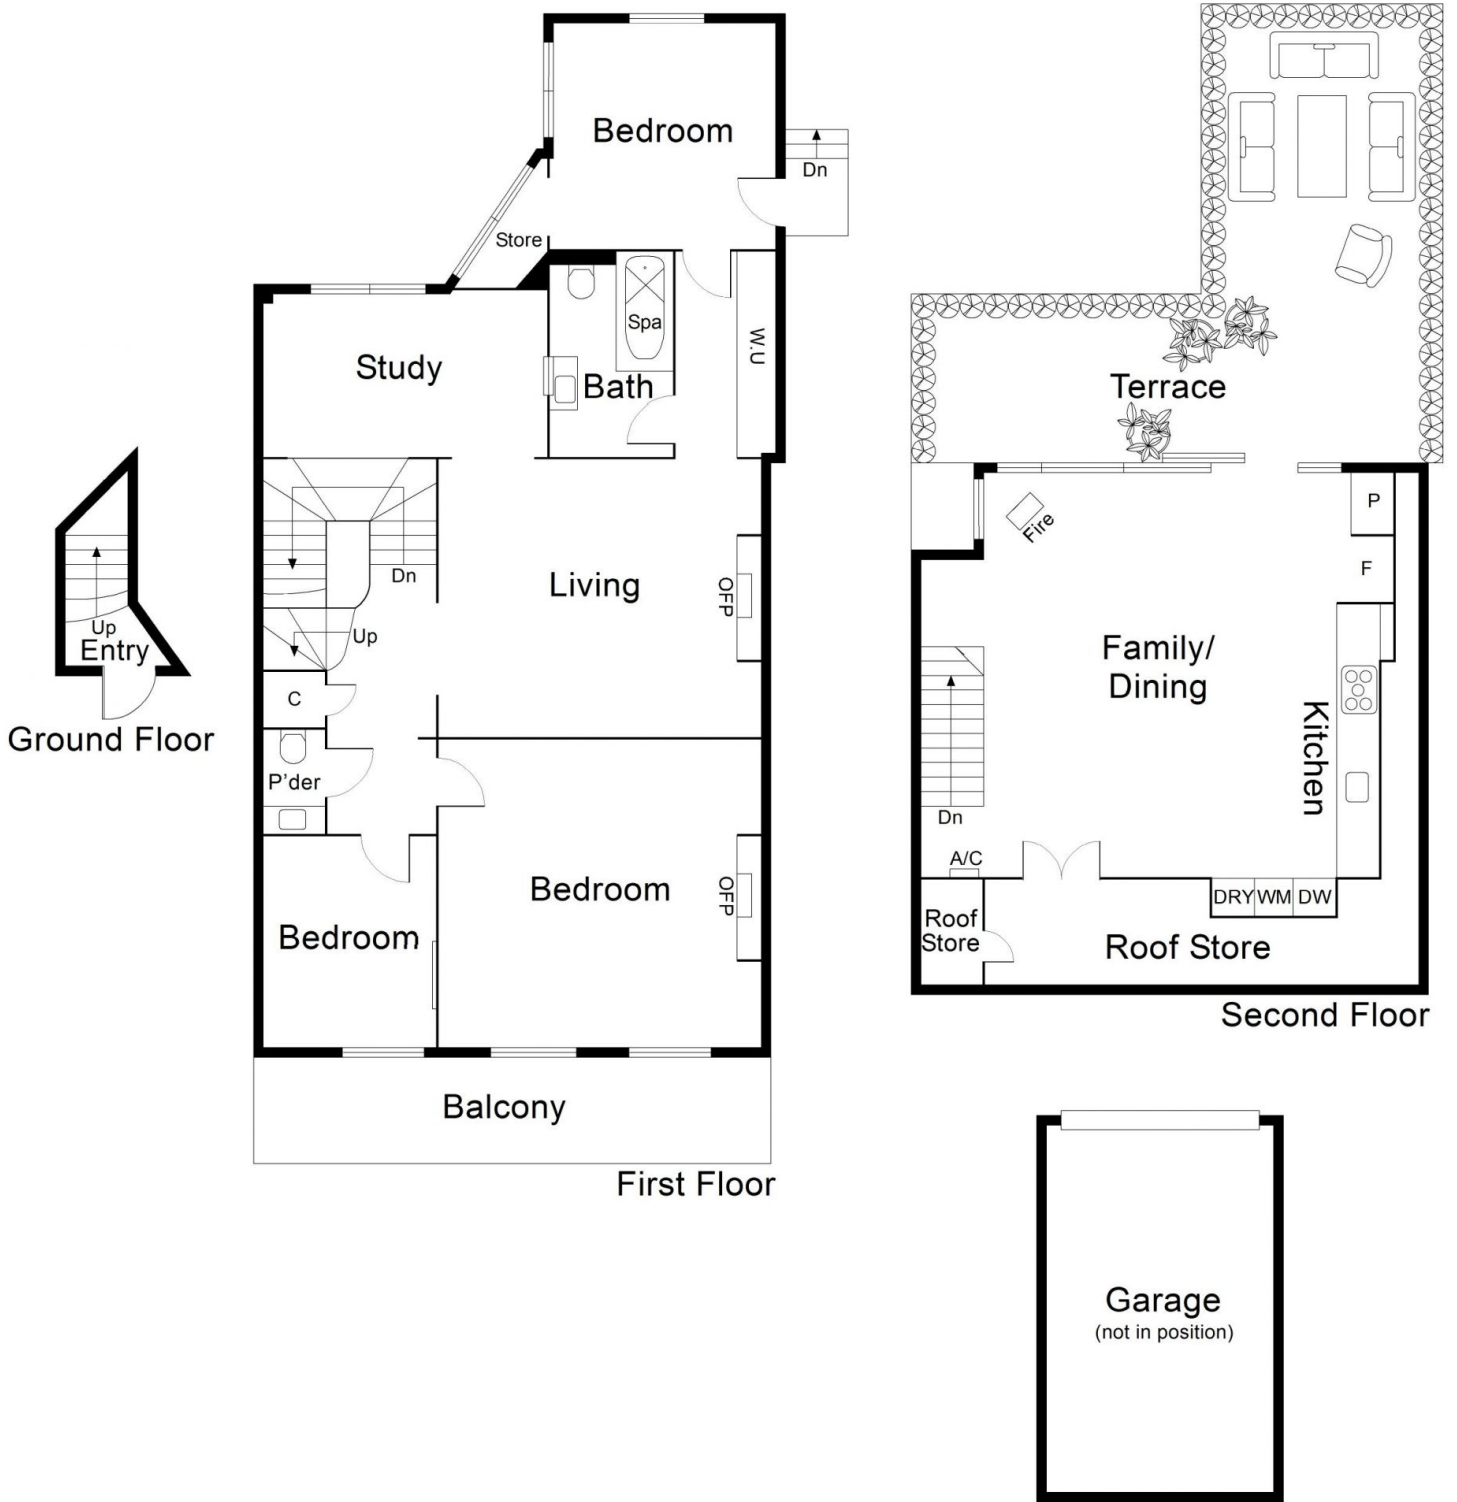 Up
Entry
Ground Floor
Bedroom
Dn
Store
Spa
W.U
Study
Bath
Dn
Living
OFP
Up
C
P'der
Bedroom
OFP
Bedroom
Balcony
First Floor
Terrace
Fire
P
F
Family/
Dining
Kitchen
Dn
A/C
DRY
WM
DW
Roof
Store
Roof Store
Second Floor
Garage
(not in position)